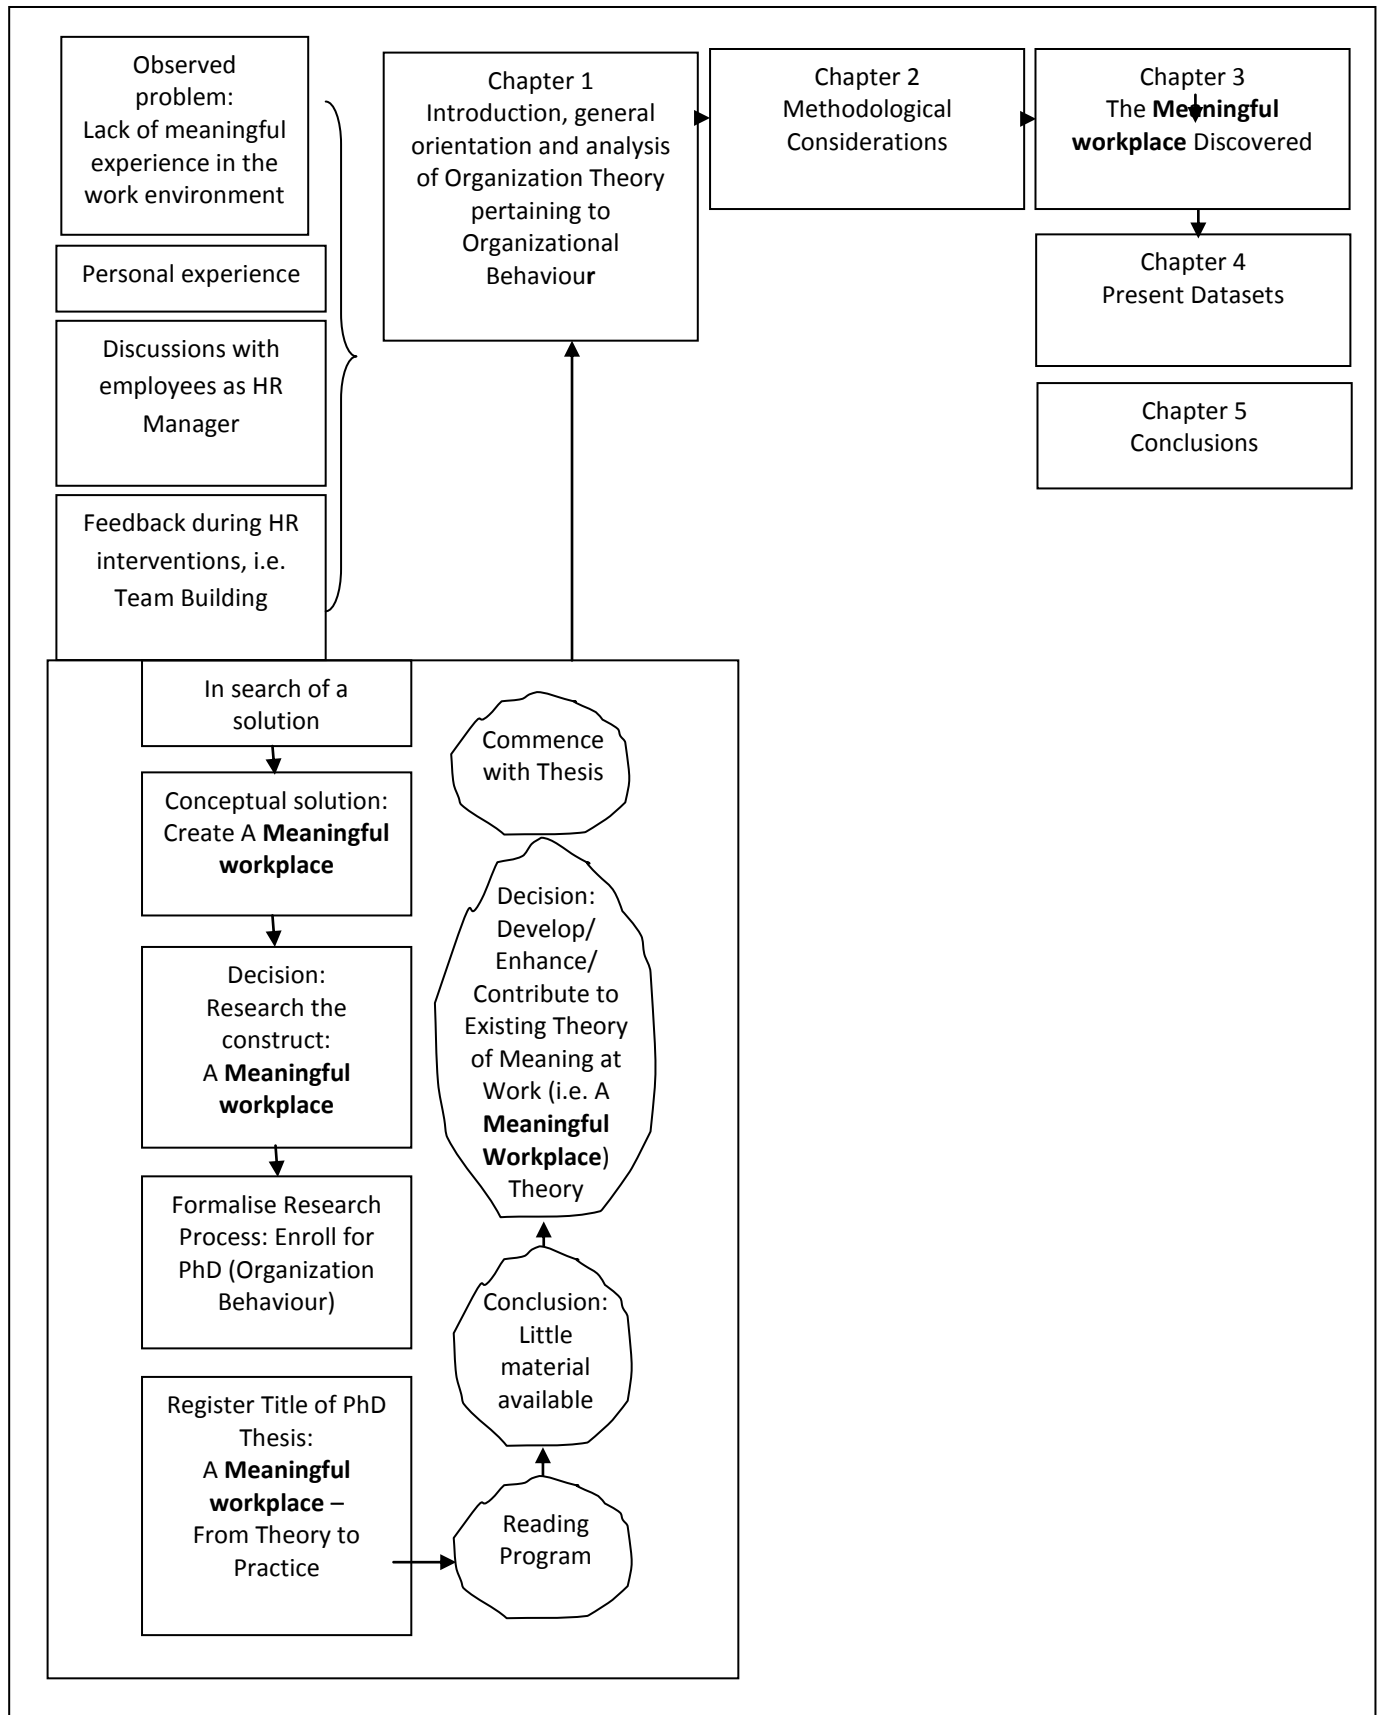 Observed
problem:
Lack of meaningful
experience in the
work environment
Personal experience
Discussions with
employees as HR
Manager
Feedback during HR
interventions, i.e.
Team Building
Chapter 1
Introduction, general
orientation and analysis
of Organization Theory
pertaining to
Organizational
Behaviour
Chapter 2
Methodological
Considerations
Chapter 3
The Meaningful
workplace Discovered
Chapter 4
Present Datasets
Chapter 5
Conclusions
In search of a
solution
Conceptual solution:
Create A Meaningful
workplace
Decision:
Research the
construct:
A Meaningful
workplace
Formalise Research
Process: Enroll for
PhD (Organization
Behaviour)
Register Title of PhD
Thesis:
A Meaningful
workplace –
From Theory to
Practice
Commence
with Thesis
Decision:
Develop/
Enhance/
Contribute to
Existing Theory
of Meaning at
Work (i.e. A
Meaningful
Workplace)
Theory
Conclusion:
Little
material
available
Reading
Program